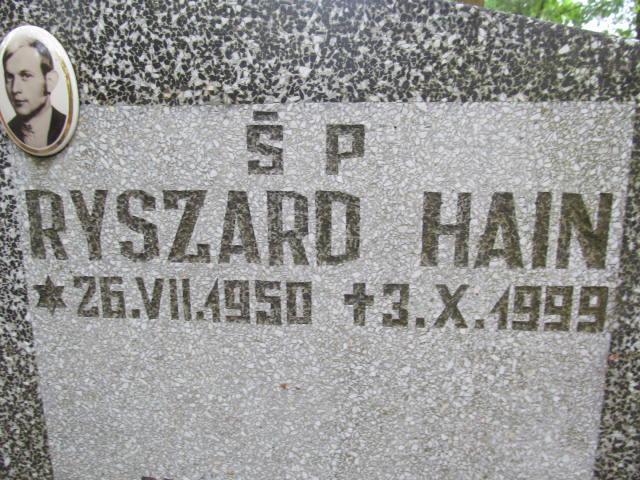 Ś P
RYSZARD HAIN
*26.VII.1950 ✝3.X.1999